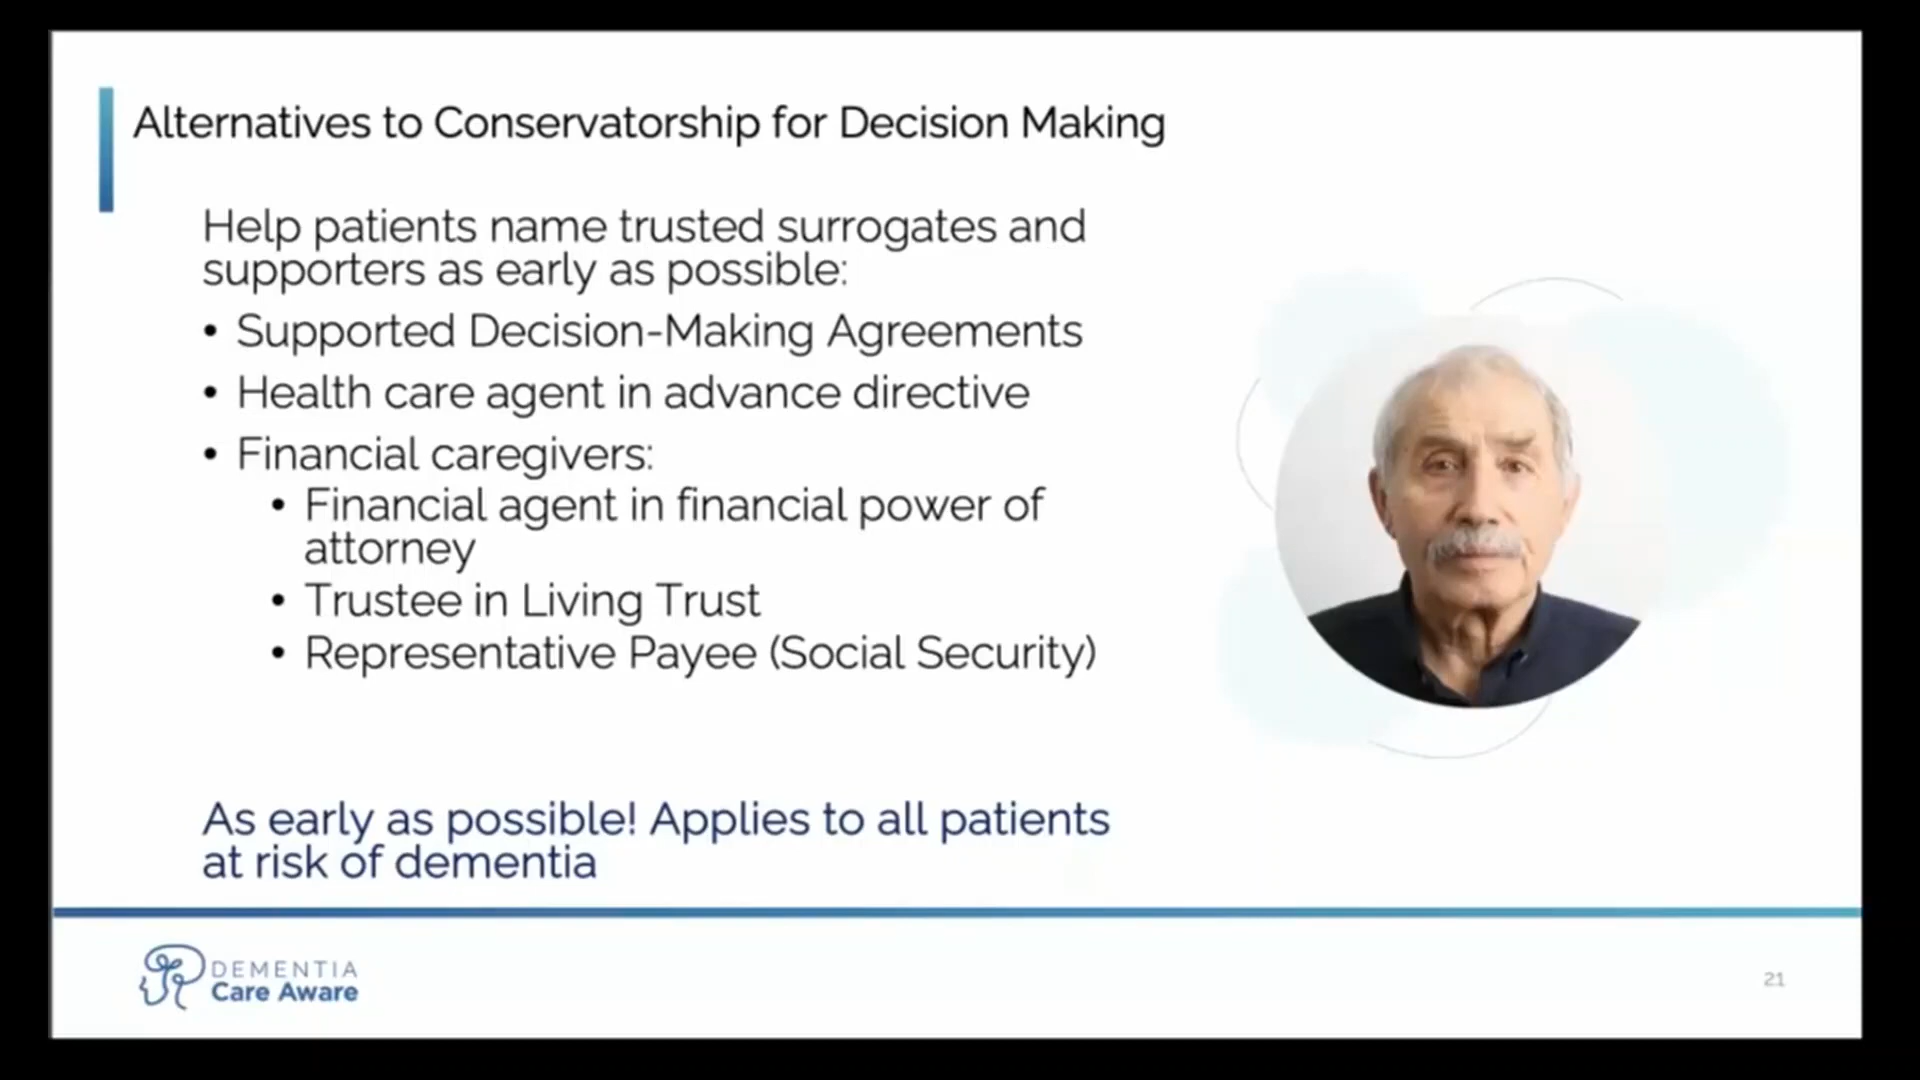 Alternatives to Conservatorship for Decision Making
Help patients name trusted surrogates and
supporters as early as possible:
• Supported Decision-Making Agreements
• Health care agent in advance directive
• Financial caregivers:
• Financial agent in financial power of
attorney
• Trustee in Living Trust
• Representative Payee (Social Security)
As early as possible! Applies to all patients
at risk of dementia
DEMENTIA
Care Aware
21